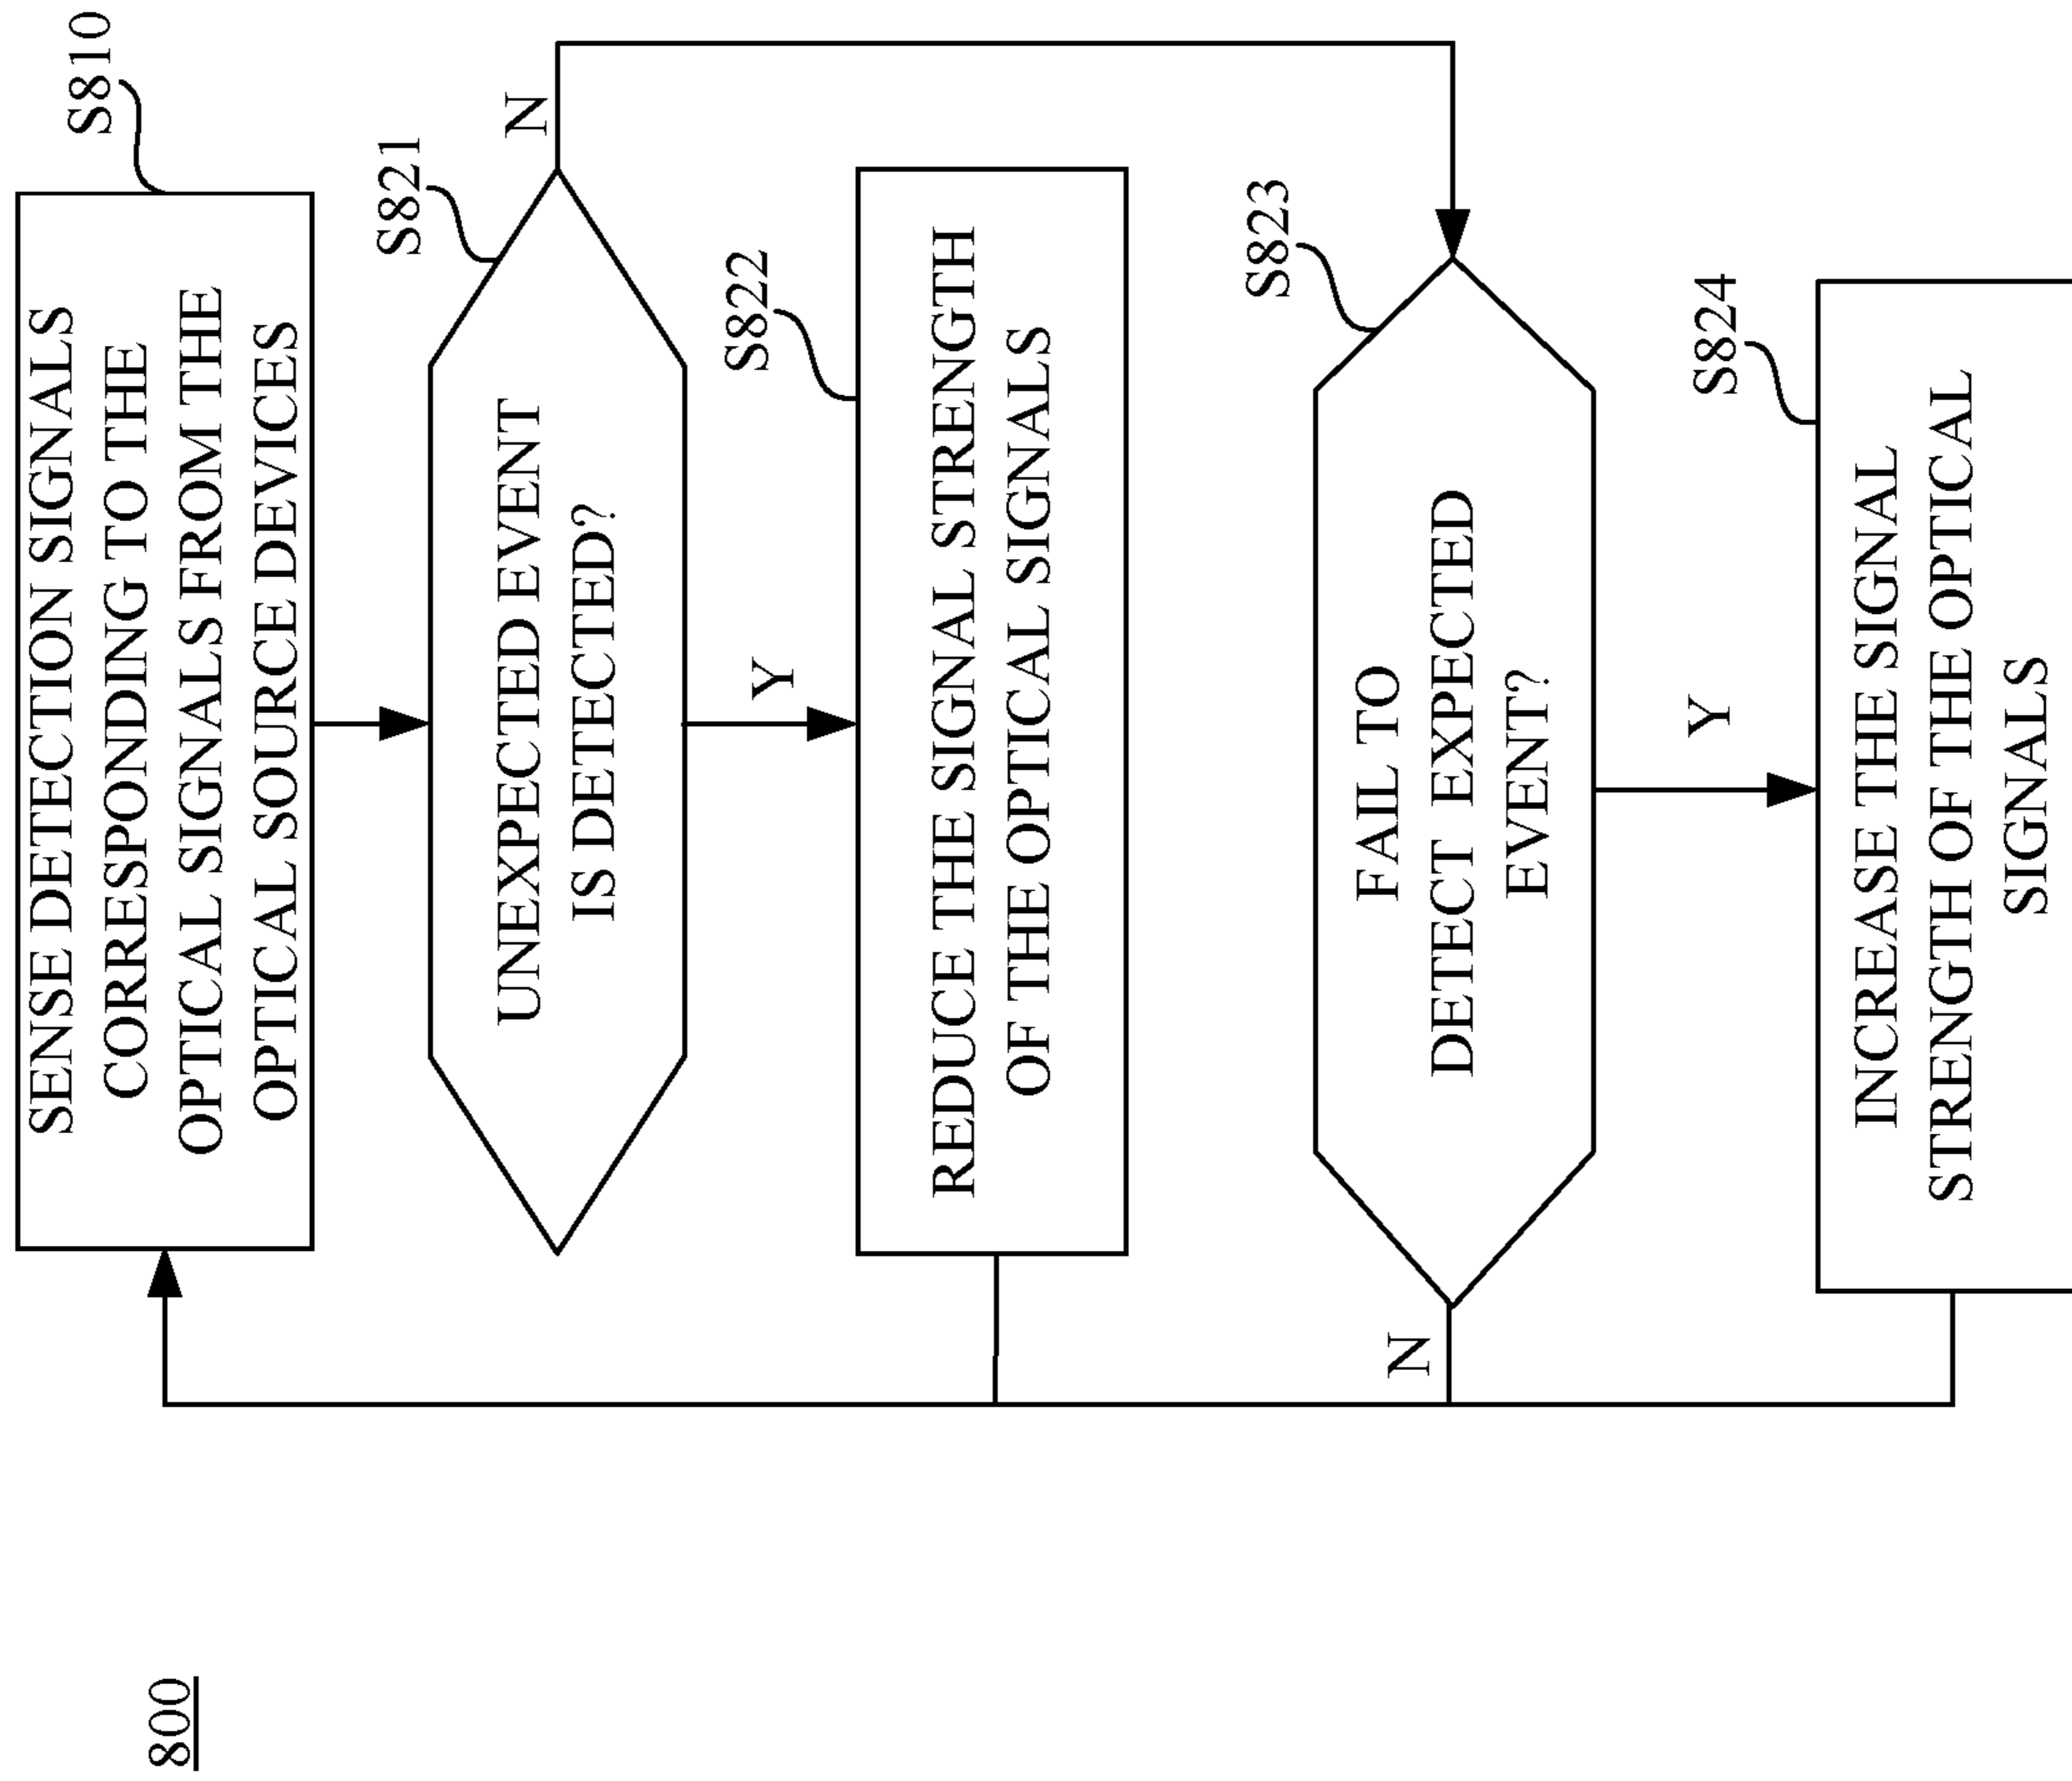 800
S810
SENSE DETECTION SIGNALS
CORRESPONDING TO THE
OPTICAL SIGNALS FROM THE
OPTICAL SOURCE DEVICES
S821
UNEXPECTED EVENT
IS DETECTED?
N
Y
S822
REDUCE THE SIGNAL STRENGTH
OF THE OPTICAL SIGNALS
S823
FAIL TO
DETECT EXPECTED
EVENT?
N
Y
S824
INCREASE THE SIGNAL
STRENGTH OF THE OPTICAL
SIGNALS